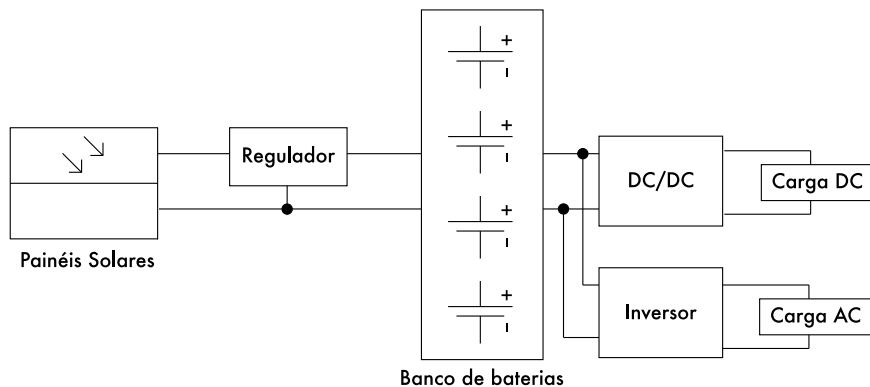 Painéis Solares
Regulador
+
-
+
-
+
-
+
-
Banco de baterias
DC/DC
Carga DC
Inversor
Carga AC